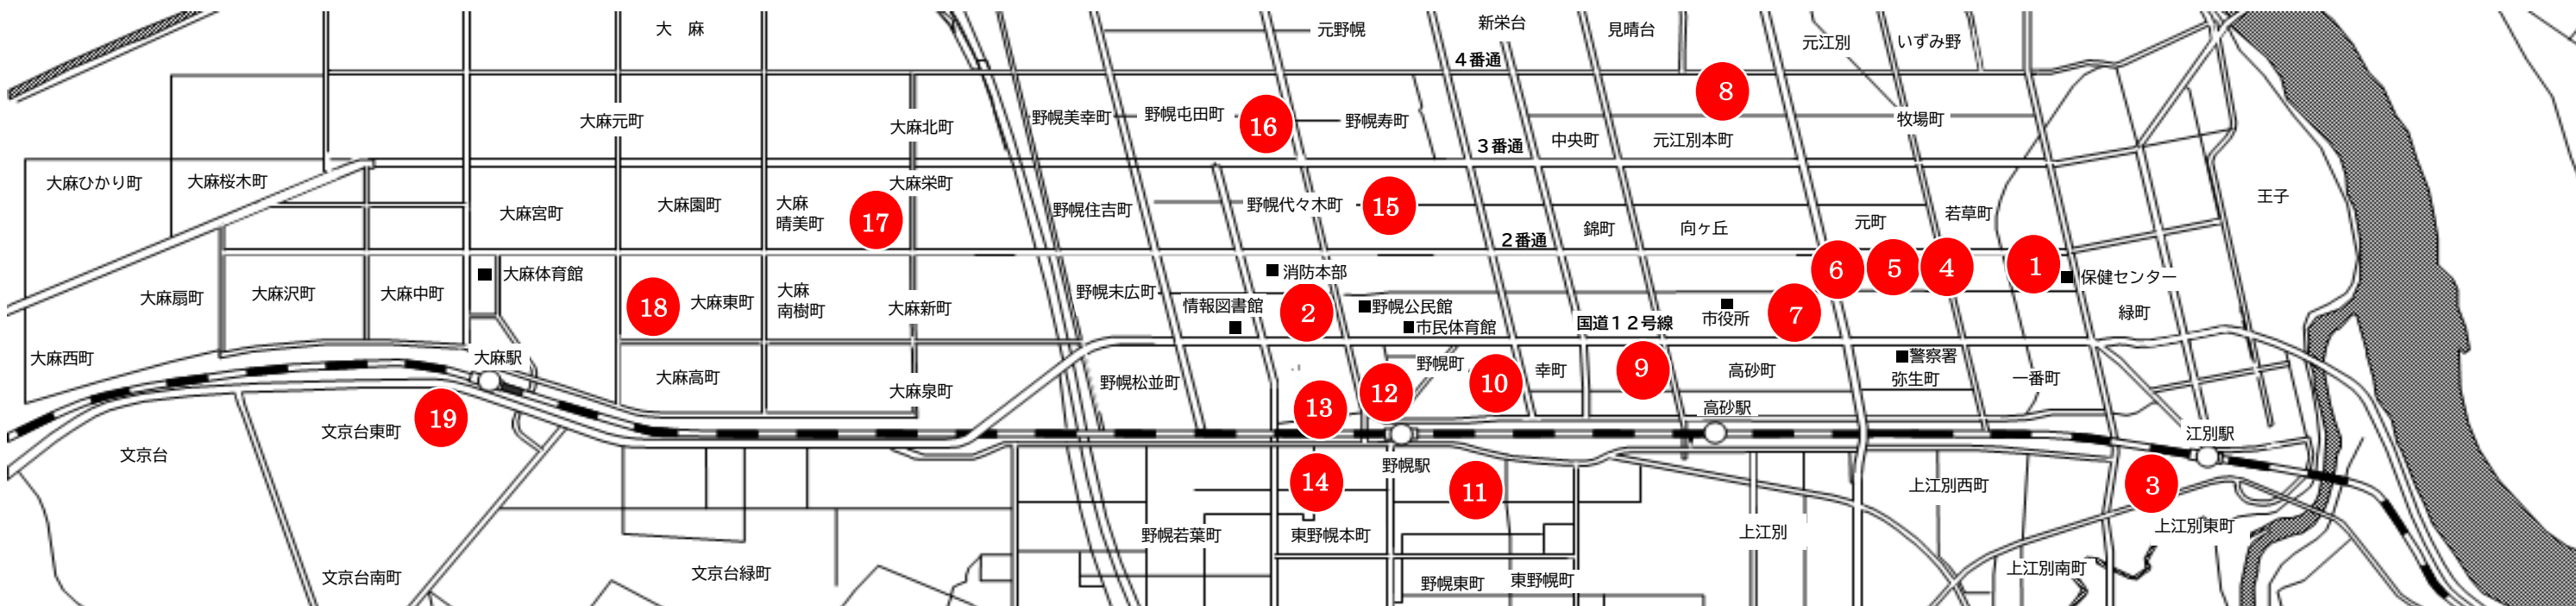 大　麻
元野幌
新栄台
見晴台
元江別
いずみ野
４番通
8
大麻元町
大麻北町
野幌美幸町
野幌屯田町
16
野幌寿町
３番通
中央町
元江別本町
牧場町
大麻ひかり町
大麻桜木町
大麻宮町
大麻園町
大麻
晴美町
17
大麻栄町
野幌住吉町
野幌代々木町
15
２番通
錦町
向ヶ丘
元町
若草町
王子
6
5
4
1
保健センター
大麻扇町
大麻沢町
大麻中町
大麻体育館
18
大麻東町
大麻
南樹町
大麻新町
野幌末広町
消防本部
情報図書館
2
野幌公民館
市民体育館
国道１２号線
市役所
7
緑町
大麻西町
大麻駅
大麻高町
大麻泉町
野幌松並町
13
12
野幌町
10
幸町
9
高砂町
高砂駅
警察署
弥生町
一番町
江別駅
19
文京台東町
文京台
文京台南町
文京台緑町
野幌若葉町
14
東野幌本町
野幌駅
11
野幌東町
東野幌町
上江別
上江別西町
3
上江別東町
上江別南町